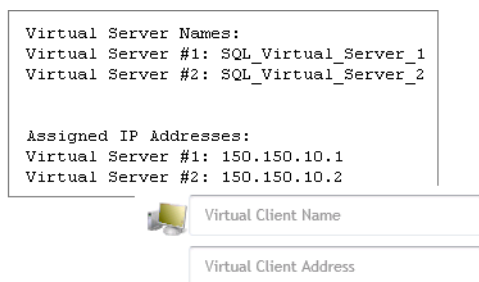 Virtual Server Names:
Virtual Server #1: SQL_Virtual_Server_1
Virtual Server #2: SQL_Virtual_Server_2
Assigned IP Addresses:
Virtual Server #1: 150.150.10.1
Virtual Server #2: 150.150.10.2
Virtual Client Name
Virtual Client Address